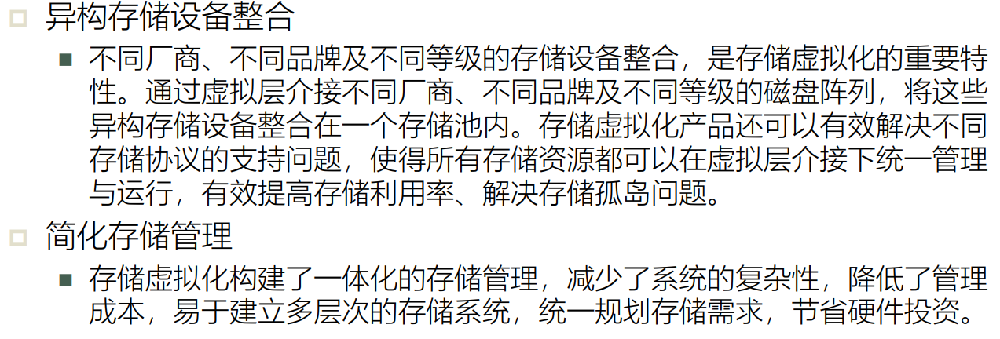 异构存储设备整合
不同厂商、不同品牌及不同等级的存储设备整合，是存储虚拟化的重要特
性。通过虚拟层介接不同厂商、不同品牌及不同等级的磁盘阵列，将这些
异构存储设备整合在一个存储池内。存储虚拟化产品还可以有效解决不同
存储协议的支持问题，使得所有存储资源都可以在虚拟层介接下统一管理
与运行，有效提高存储利用率、解决存储孤岛问题。
简化存储管理
存储虚拟化构建了一体化的存储管理，减少了系统的复杂性，降低了管理
成本，易于建立多层次的存储系统，统一规划存储需求，节省硬件投资。